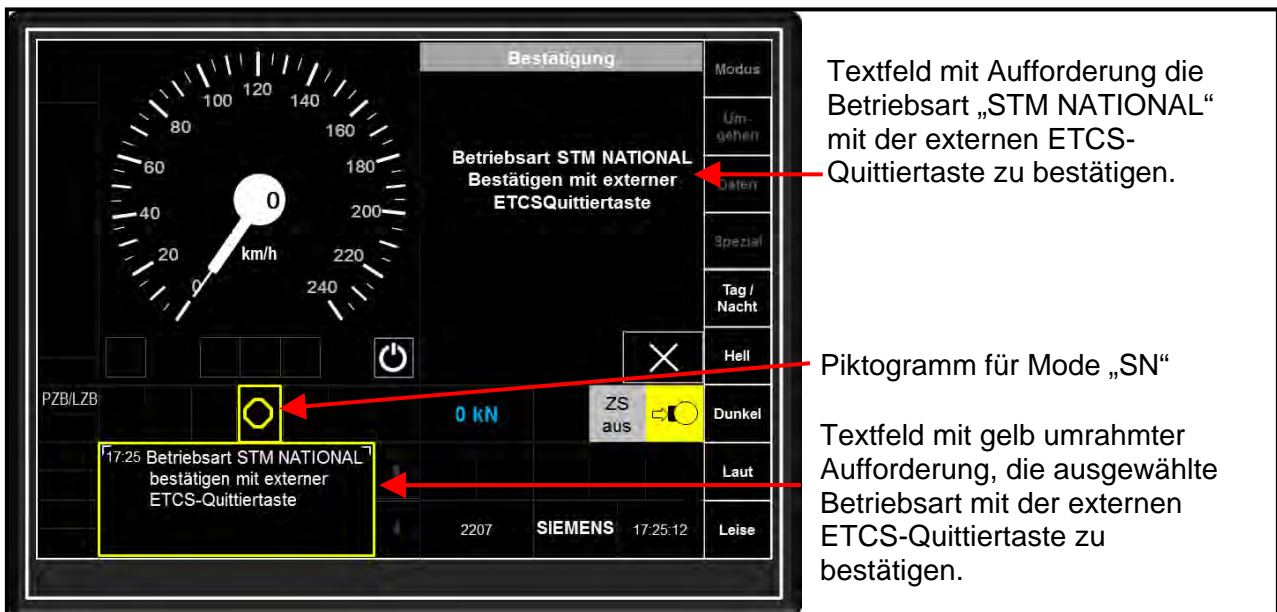 Bestätigung
Modus
Um-
gehen
Daten
Spezial
Tag /
Nacht
Hell
Dunkel
Laut
Leise
0
20
40
60
80
100
120
140
160
180
200
220
240
0
km/h
Betriebsart STM NATIONAL
Bestätigen mit externer
ETCSQuittiertaste
PZB/LZB
0 kN
ZS
aus
17:25 Betriebsart STM NATIONAL
bestätigen mit externer
ETCS-Quittiertaste
2207
SIEMENS
17:25:12
Textfeld mit Aufforderung die
Betriebsart „STM NATIONAL“
mit der externen ETCS-
Quittiertaste zu bestätigen.
Piktogramm für Mode „SN“
Textfeld mit gelb umrahmter
Aufforderung, die ausgewählte
Betriebsart mit der externen
ETCS-Quittiertaste zu
bestätigen.